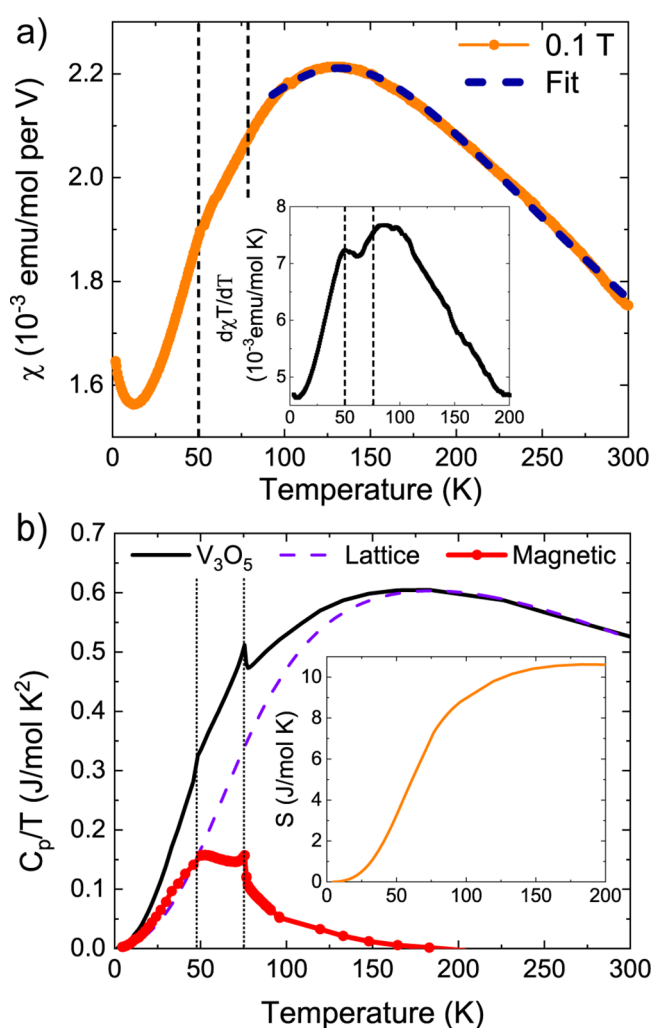 a)
0.1 T
Fit
χ (10⁻³ emu/mol per V)
2.2
2.0
1.8
1.6
dχT/dT
(10⁻³emu/mol K)
8
7
6
5
0 50 100 150 200
0 50 100 150 200 250 300
Temperature (K)
b)
V₃O₅ Lattice Magnetic
Cₚ/T (J/mol K²)
0.7
0.6
0.5
0.4
0.3
0.2
0.1
0.0
S (J/mol K)
10
8
6
4
2
0
0 50 100 150 200
0 50 100 150 200 250 300
Temperature (K)